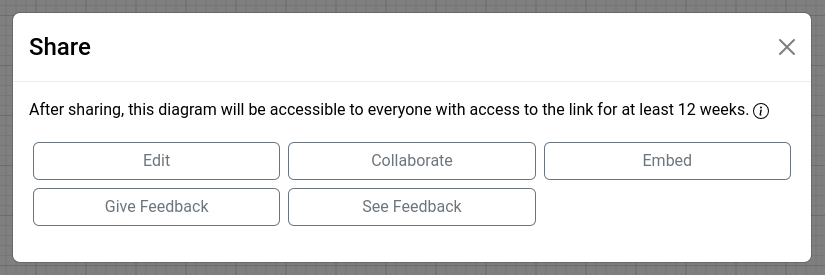 Share
After sharing, this diagram will be accessible to everyone with access to the link for at least 12 weeks.
Edit
Collaborate
Embed
Give Feedback
See Feedback